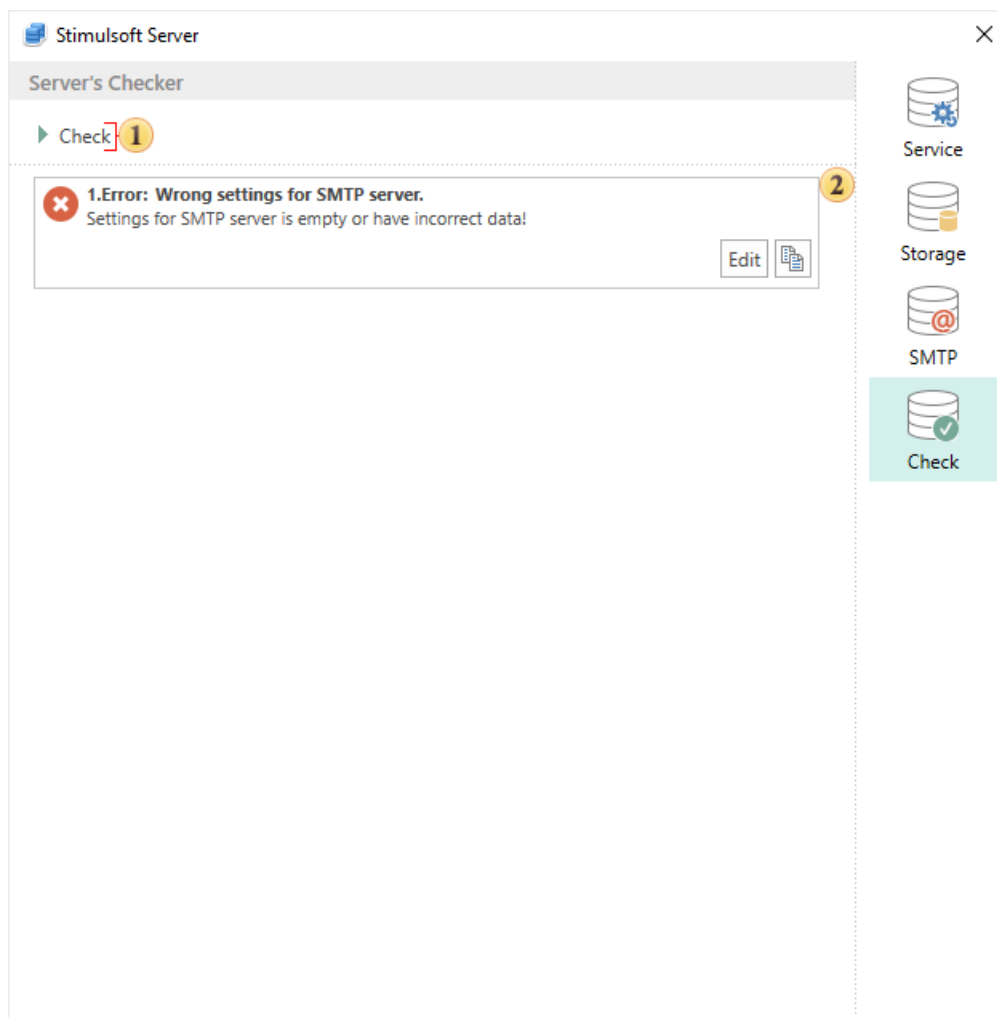 Stimulsoft Server
Server's Checker
Check 1
1.Error: Wrong settings for SMTP server.
Settings for SMTP server is empty or have incorrect data!
2
Edit
Service
Storage
@
SMTP
Check